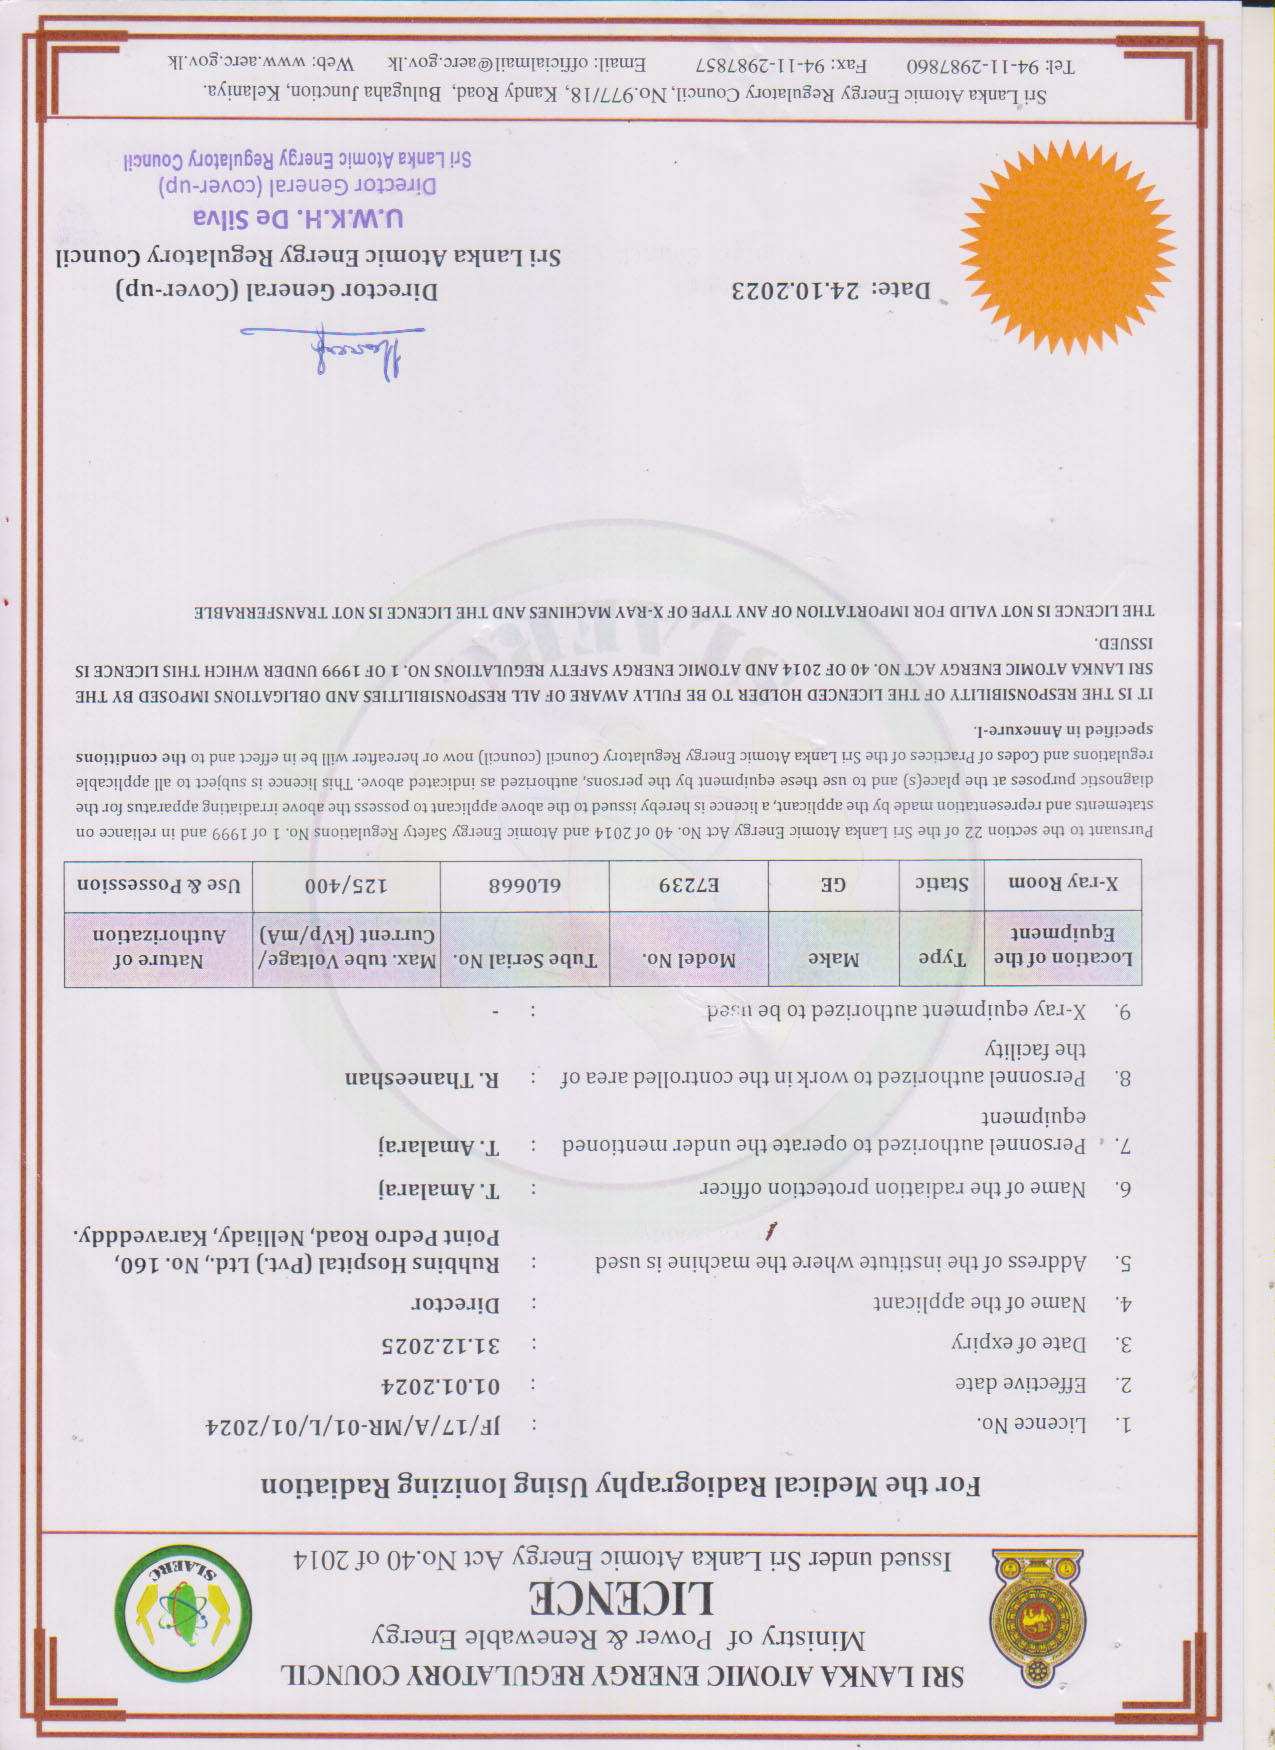 SRI LANKA ATOMIC ENERGY REGULATORY COUNCIL
Ministry of Power & Renewable Energy
LICENCE
Issued under Sri Lanka Atomic Energy Act No.40 of 2014
SLAERC
For the Medical Radiography Using Ionizing Radiation
1. Licence No. : JF/17/A/MR-01/L/01/2024
2. Effective date : 01.01.2024
3. Date of expiry : 31.12.2025
4. Name of the applicant : Director
5. Address of the institute where the machine is used : Ruhbins Hospital (Pvt.) Ltd., No. 160,
Point Pedro Road, Nelliady, Karavedddy.
6. Name of the radiation protection officer : T. Amalaraj
7. Personnel authorized to operate the under mentioned : T. Amalaraj
equipment
8. Personnel authorized to work in the controlled area of : R. Thaneeshan
the facility
9. X-ray equipment authorized to be used : -
Location of the Equipment Type Make Model No. Tube Serial No. Max. tube Voltage/ Current (kVp/mA) Nature of Authorization
X-ray Room Static GE E7239 6L0668 125/400 Use & Possession
Pursuant to the section 22 of the Sri Lanka Atomic Energy Act No. 40 of 2014 and Atomic Energy Safety Regulations No. 1 of 1999 and in reliance on
statements and representation made by the applicant, a licence is hereby issued to the above applicant to possess the above irradiating apparatus for the
diagnostic purposes at the place(s) and to use these equipment by the persons, authorized as indicated above. This licence is subject to all applicable
regulations and Codes of Practices of the Sri Lanka Atomic Energy Regulatory Council (council) now or hereafter will be in effect and to the conditions
specified in Annexure-I.
IT IS THE RESPONSIBILITY OF THE LICENCED HOLDER TO BE FULLY AWARE OF ALL RESPONSIBILITIES AND OBLIGATIONS IMPOSED BY THE
SRI LANKA ATOMIC ENERGY ACT NO. 40 OF 2014 AND ATOMIC ENERGY SAFETY REGULATIONS NO. 1 OF 1999 UNDER WHICH THIS LICENCE IS
ISSUED.
THE LICENCE IS NOT VALID FOR IMPORTATION OF ANY TYPE OF X-RAY MACHINES AND THE LICENCE IS NOT TRANSFERRABLE
SLAERC
Date: 24.10.2023
Director General (Cover-up)
Sri Lanka Atomic Energy Regulatory Council
U.W.K.H. De Silva
Director General (cover-up)
Sri Lanka Atomic Energy Regulatory Council
Sri Lanka Atomic Energy Regulatory Council, No.977/18, Kandy Road, Bulugaha Junction, Kelaniya.
Tel: 94-11-2987860 Fax: 94-11-2987857 Email: officialmail@aerc.gov.lk Web: www.aerc.gov.lk